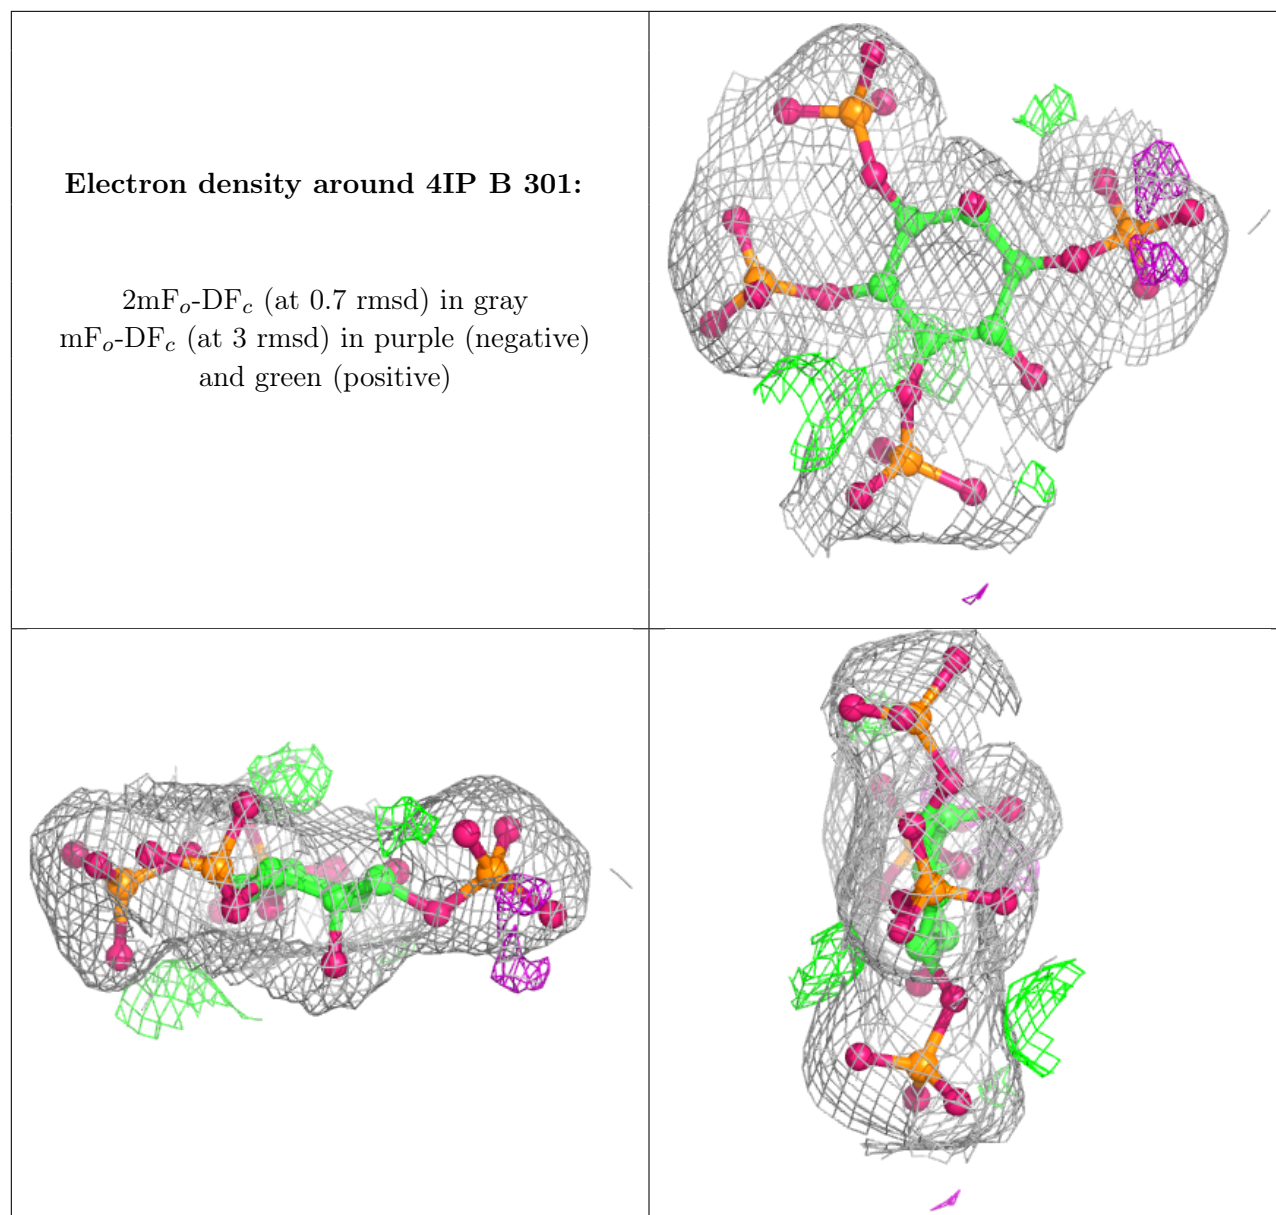 Electron density around 4IP B 301:
2mFo-DFc (at 0.7 rmsd) in gray
mFo-DFc (at 3 rmsd) in purple (negative)
and green (positive)